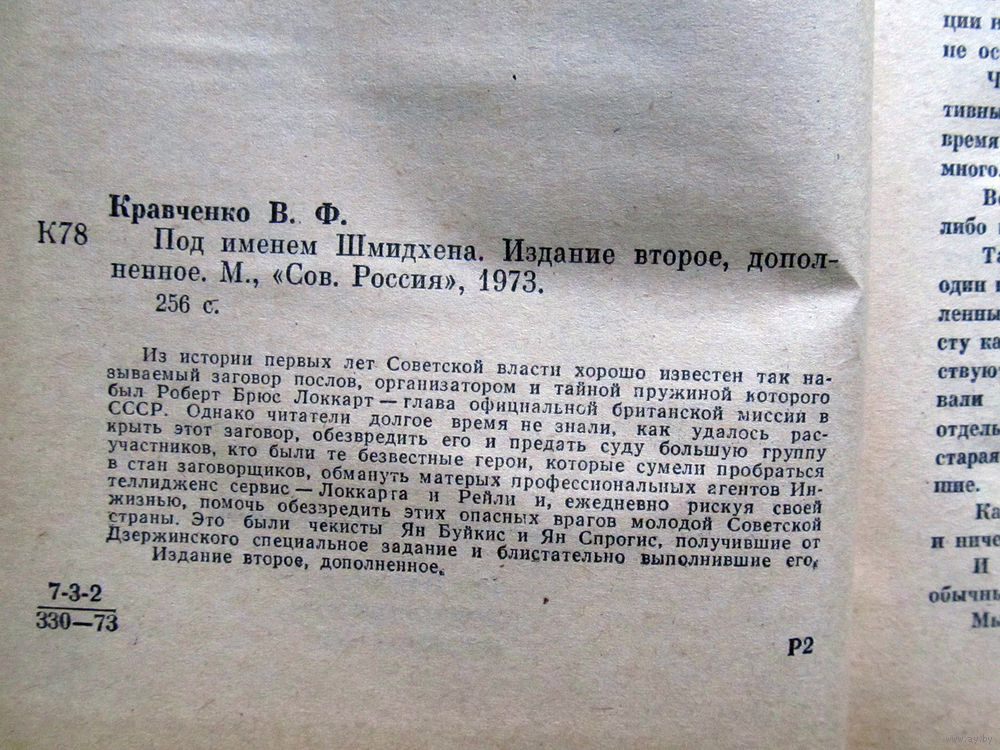 Кравченко В. Ф.
К78
Под именем Шмидхена. Издание второе, допол-
ненное. М., «Сов. Россия», 1973.
256 с.
Из истории первых лет Советской власти хорошо известен так на-
зываемый заговор послов, организатором и тайной пружиной которого
был Роберт Брюс Локкарт — глава официальной британской миссии в
СССР. Однако читатели долгое время не знали, как удалось рас-
крыть этот заговор, обезвредить его и предать суду большую группу
участников, кто были те безвестные герои, которые сумели пробраться
в стан заговорщиков, обмануть матерых профессиональных агентов Ин-
теллидженс сервис — Локкарта и Рейли и, ежедневно рискуя своей
жизнью, помочь обезвредить этих опасных врагов молодой Советской
страны. Это были чекисты Ян Буйкис и Ян Спрогис, получившие от
Дзержинского специальное задание и блистательно выполнившие его.
Издание второе, дополненное.
7-3-2
330—73
Р2
ции
не ос
Ч
тивны
время
много
Во
либо
Та
один
ленны
сту ка
ствую
вали
отдель
старая
шие.
Ка
и ниче
И
обычны
Мы
www.ay.by